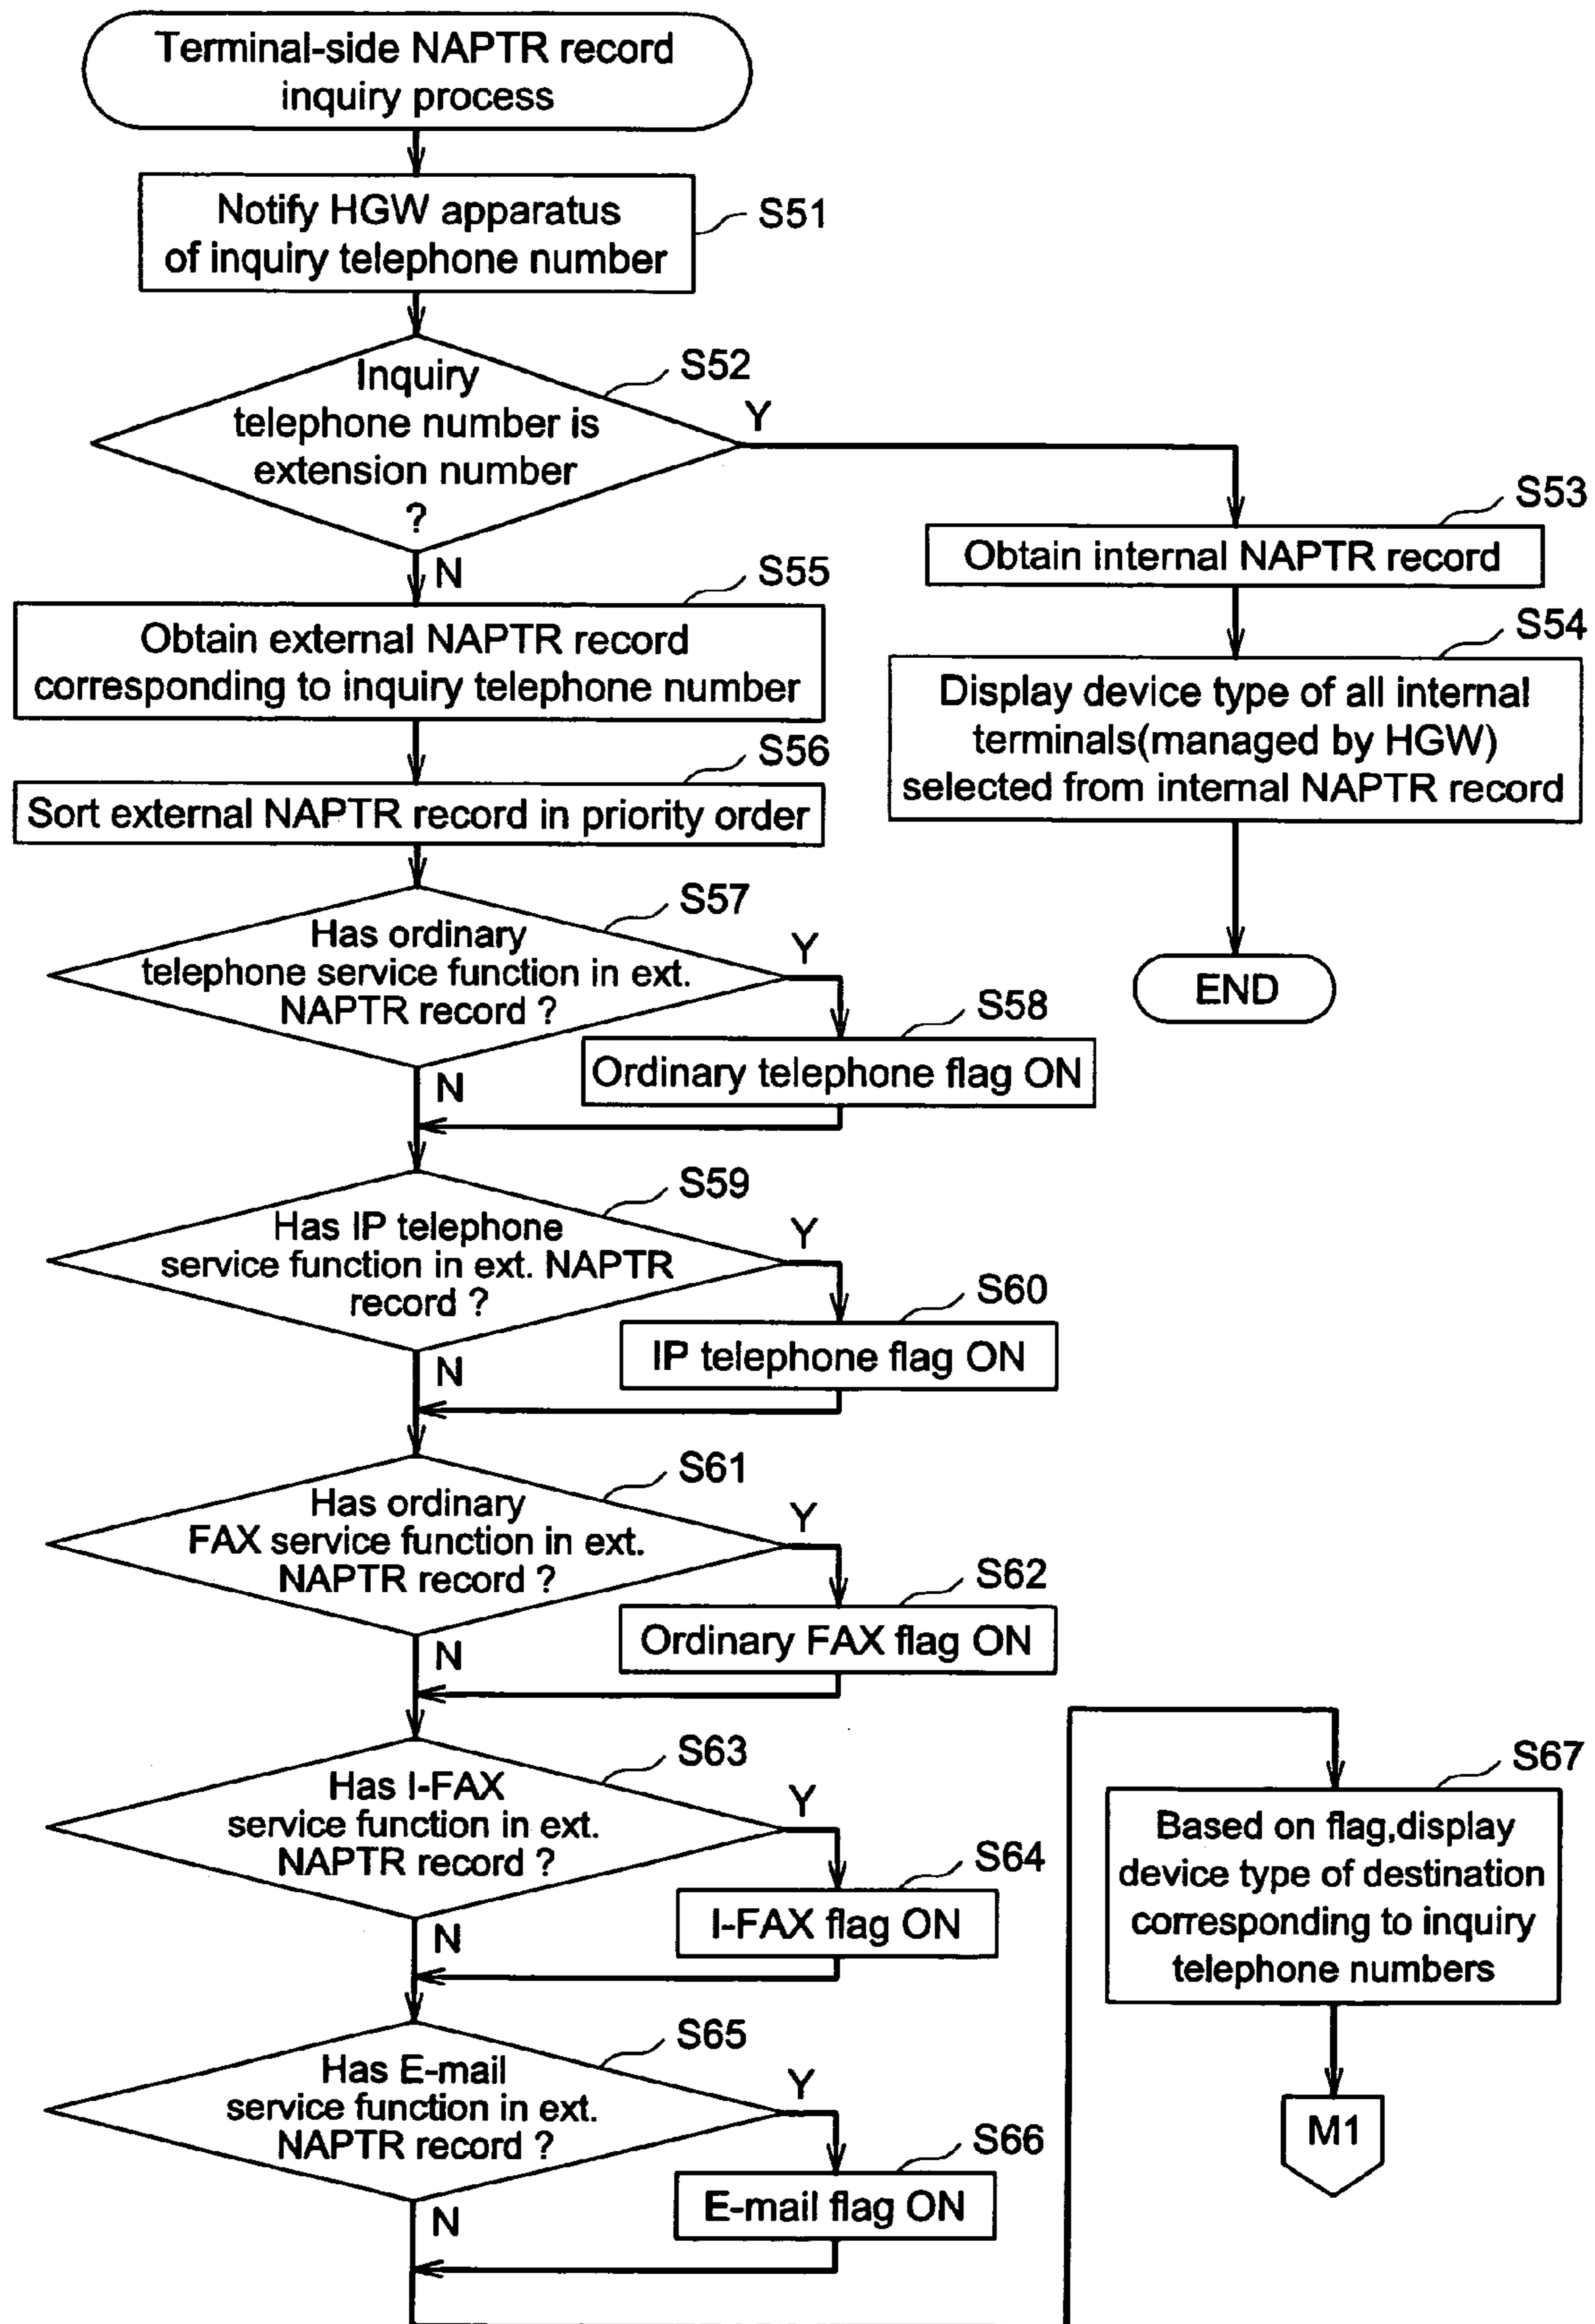 Terminal-side NAPTR record
inquiry process
Notify HGW apparatus
of inquiry telephone number
S51
Inquiry
telephone number is
extension number
?
S52
Y
N
S53
Obtain internal NAPTR record
S54
Display device type of all internal
terminals(managed by HGW)
selected from internal NAPTR record
END
S55
Obtain external NAPTR record
corresponding to inquiry telephone number
S56
Sort external NAPTR record in priority order
S57
Has ordinary
telephone service function in ext.
NAPTR record ?
Y
N
S58
Ordinary telephone flag ON
S59
Has IP telephone
service function in ext. NAPTR
record ?
Y
N
S60
IP telephone flag ON
S61
Has ordinary
FAX service function in ext.
NAPTR record ?
Y
N
S62
Ordinary FAX flag ON
S63
Has I-FAX
service function in ext.
NAPTR record ?
Y
N
S64
I-FAX flag ON
S65
Has E-mail
service function in ext.
NAPTR record ?
Y
N
S66
E-mail flag ON
S67
Based on flag,display
device type of destination
corresponding to inquiry
telephone numbers
M1